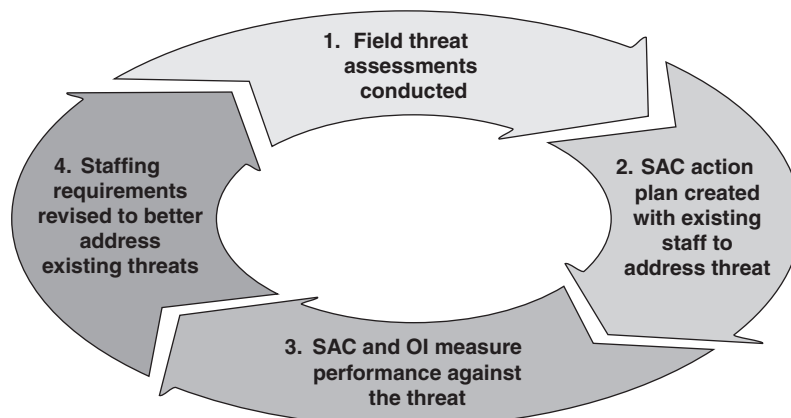 1. Field threat
assessments
conducted
2. SAC action
plan created
with existing
staff to
address threat
3. SAC and OI measure
performance against
the threat
4. Staffing
requirements
revised to better
address
existing threats